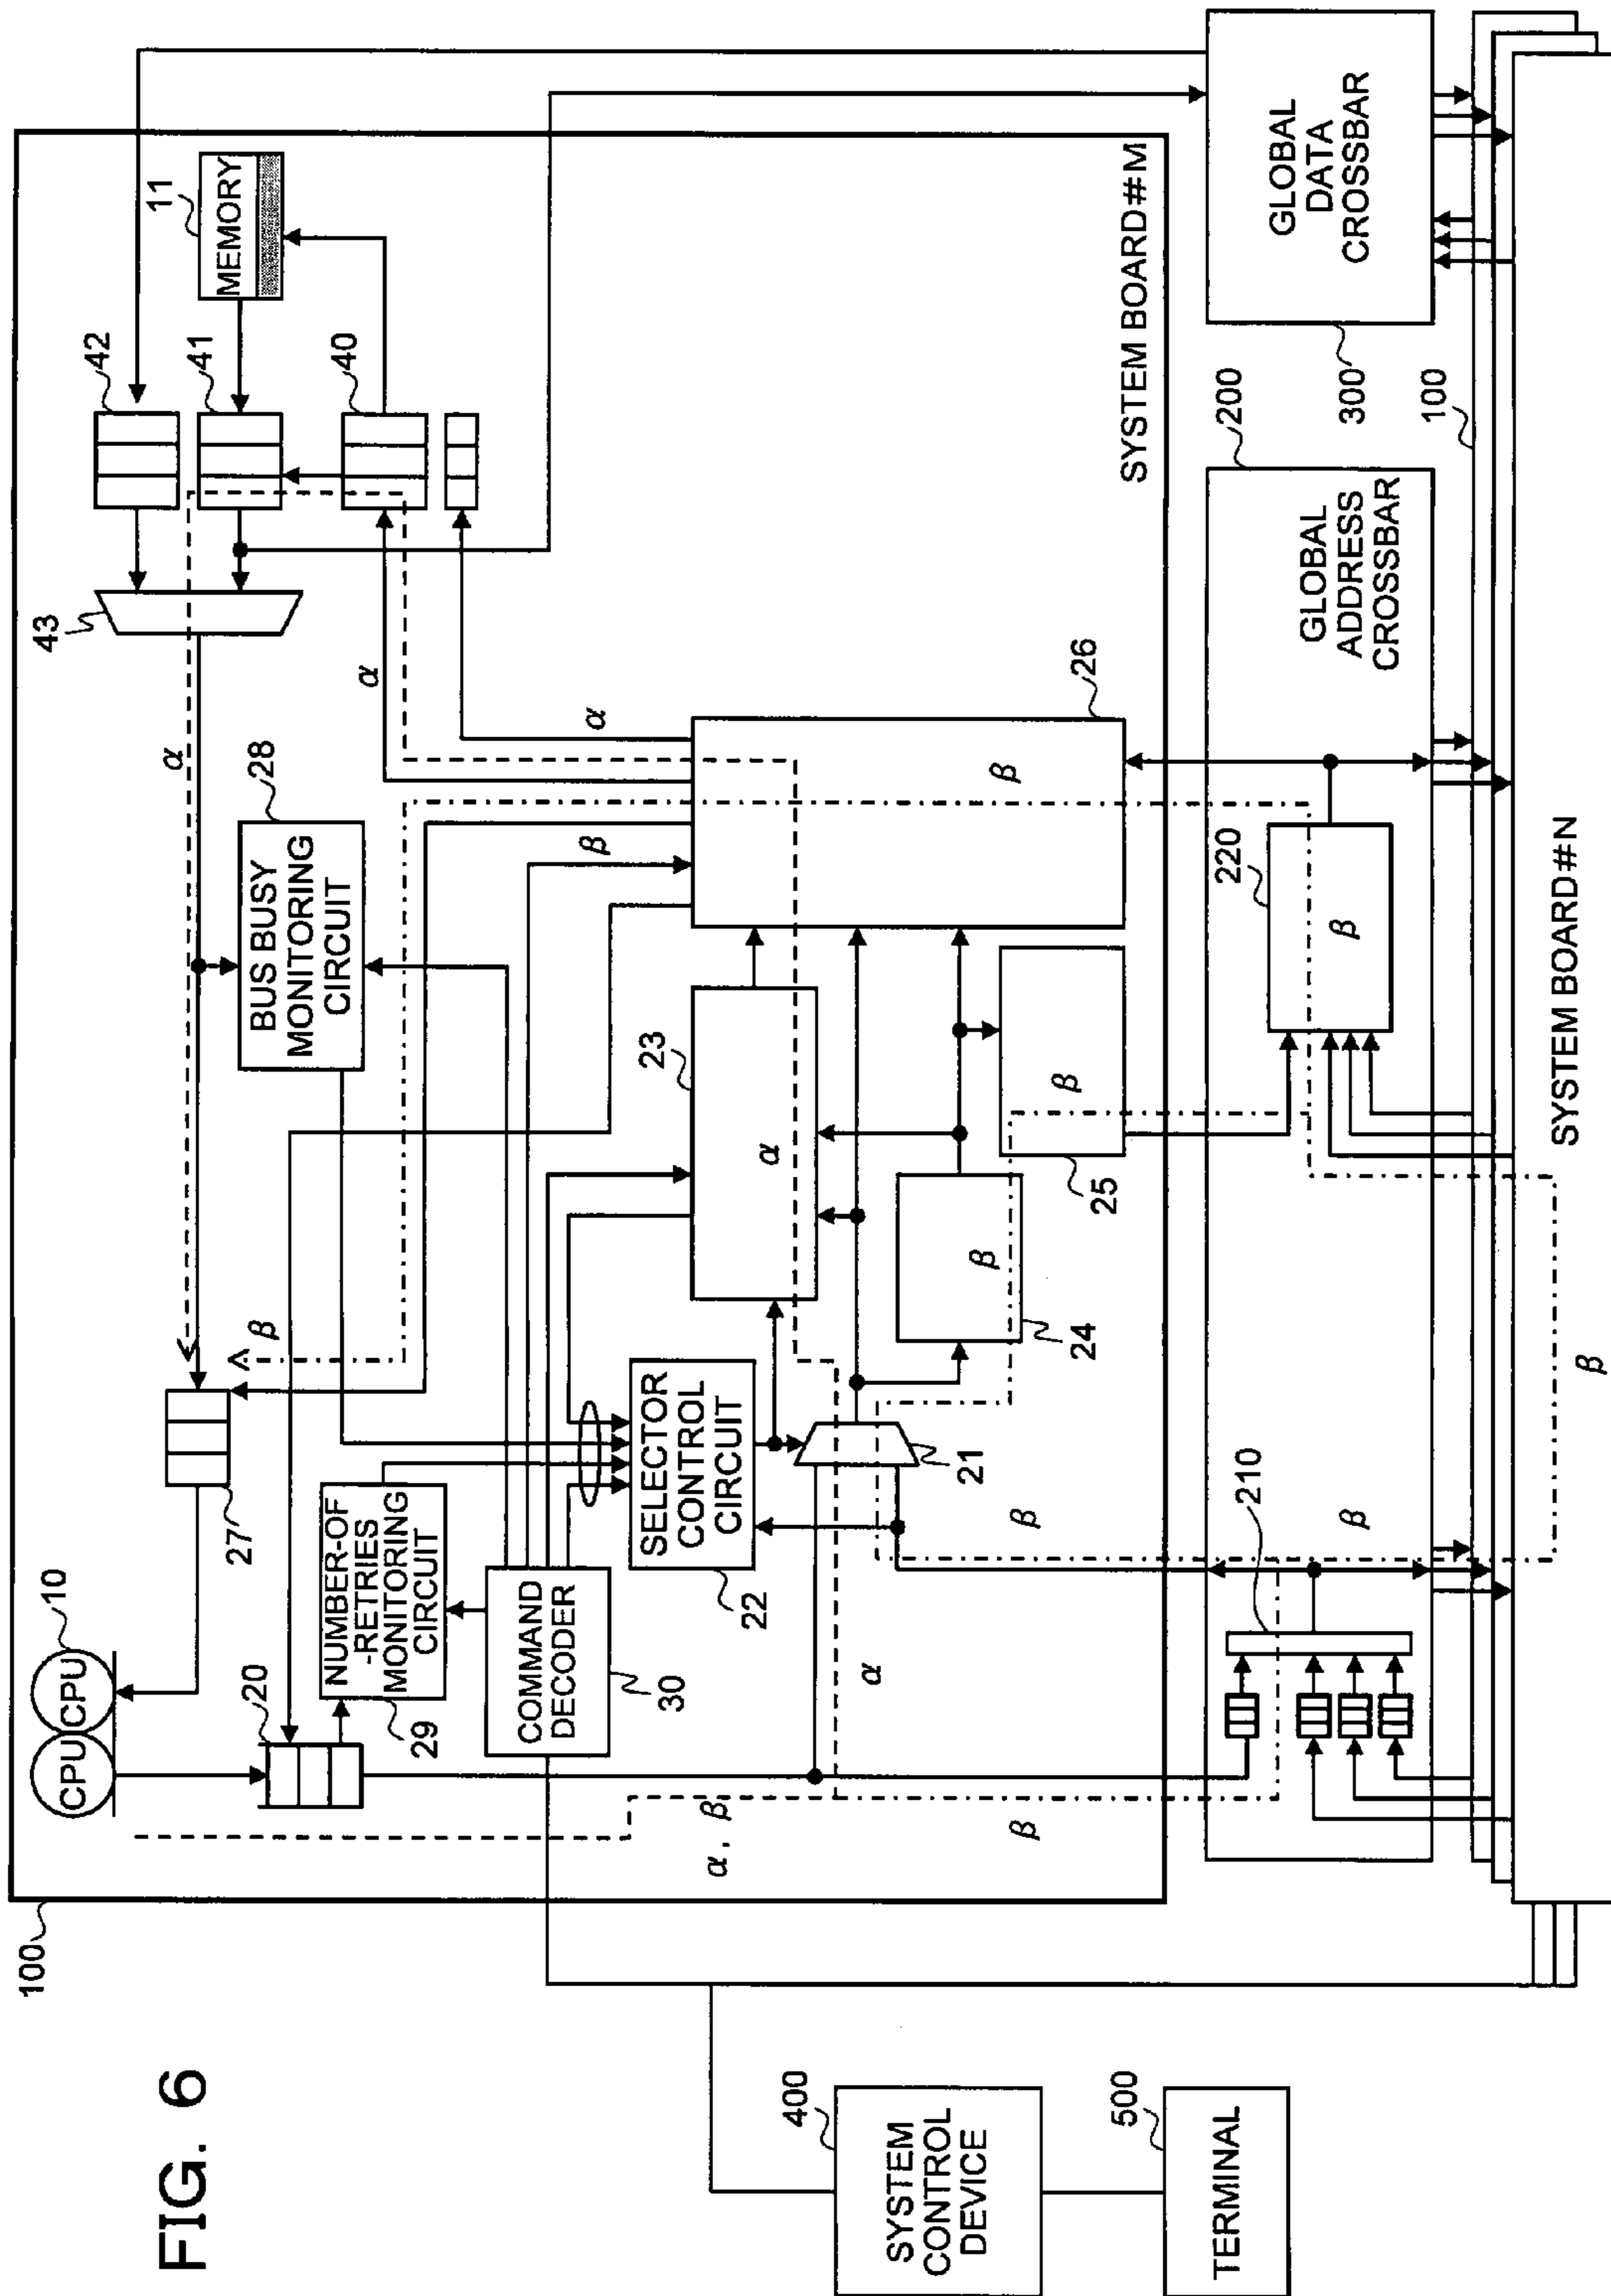 FIG. 6
100
CPU
CPU
10
20
27
NUMBER-OF
-RETRIES
MONITORING
CIRCUIT
29
COMMAND
DECODER
30
SELECTOR
CONTROL
CIRCUIT
22
21
BUS BUSY
MONITORING
CIRCUIT
28
23
α
24
β
25
β
26
β
43
42
41
40
11
MEMORY
α
α
α
β
β
α, β
α
β
β
SYSTEM BOARD#M
200
GLOBAL
ADDRESS
CROSSBAR
210
β
220
β
300
GLOBAL
DATA
CROSSBAR
100
β
SYSTEM BOARD#N
400
SYSTEM
CONTROL
DEVICE
500
TERMINAL